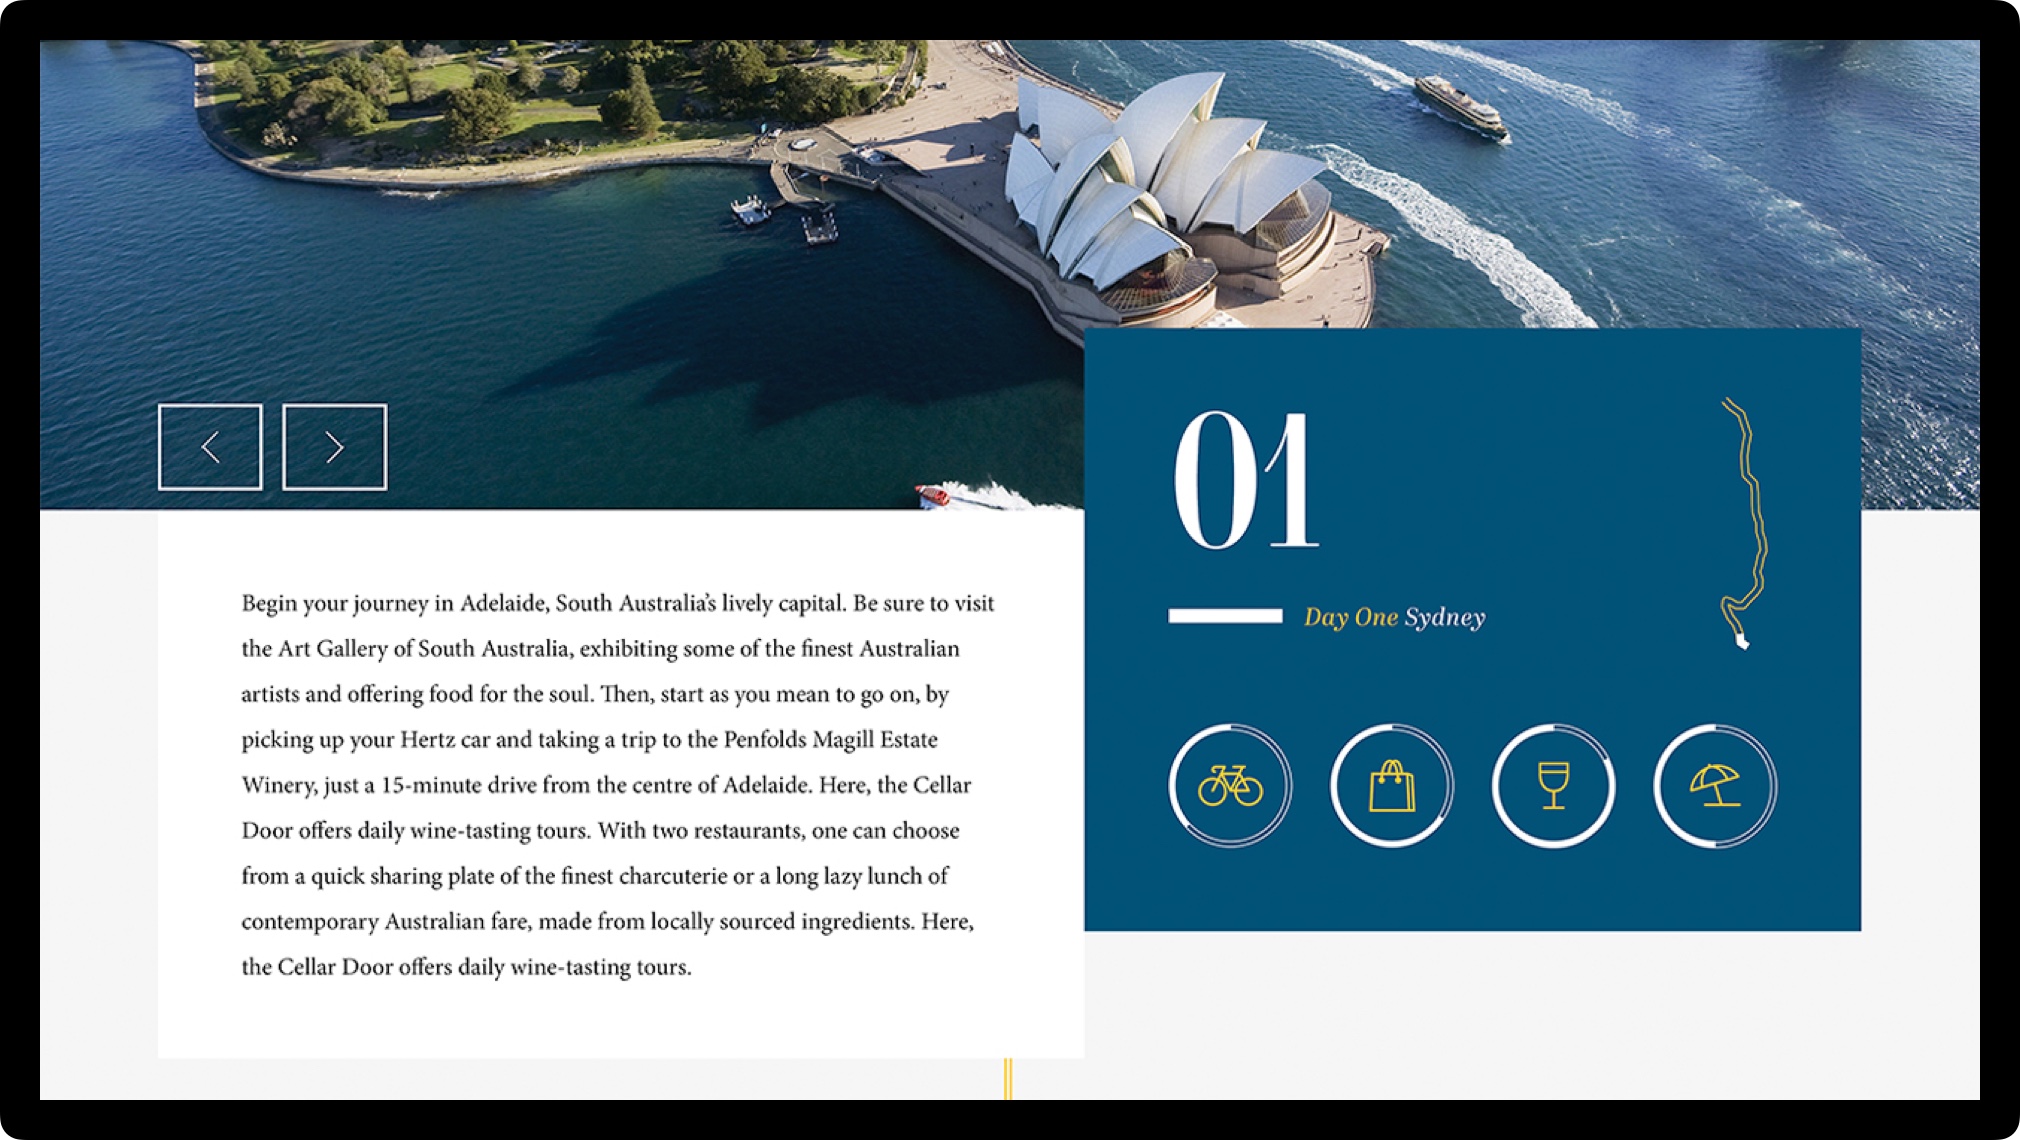 01
Day One Sydney
Begin your journey in Adelaide, South Australia’s lively capital. Be sure to visit
the Art Gallery of South Australia, exhibiting some of the finest Australian
artists and offering food for the soul. Then, start as you mean to go on, by
picking up your Hertz car and taking a trip to the Penfolds Magill Estate
Winery, just a 15-minute drive from the centre of Adelaide. Here, the Cellar
Door offers daily wine-tasting tours. With two restaurants, one can choose
from a quick sharing plate of the finest charcuterie or a long lazy lunch of
contemporary Australian fare, made from locally sourced ingredients. Here,
the Cellar Door offers daily wine-tasting tours.